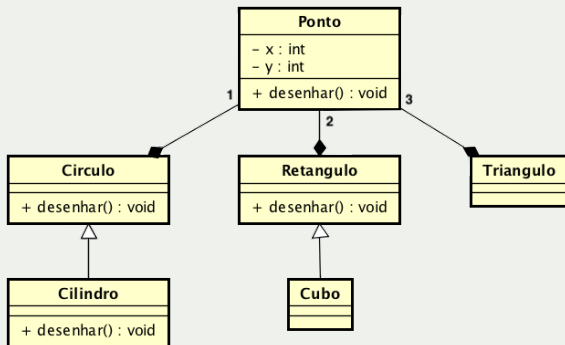 Ponto
- x : int
- y : int
+ desenhar() : void
1
2
3
Circulo
+ desenhar() : void
Retangulo
+ desenhar() : void
Triangulo
Cilindro
+ desenhar() : void
Cubo